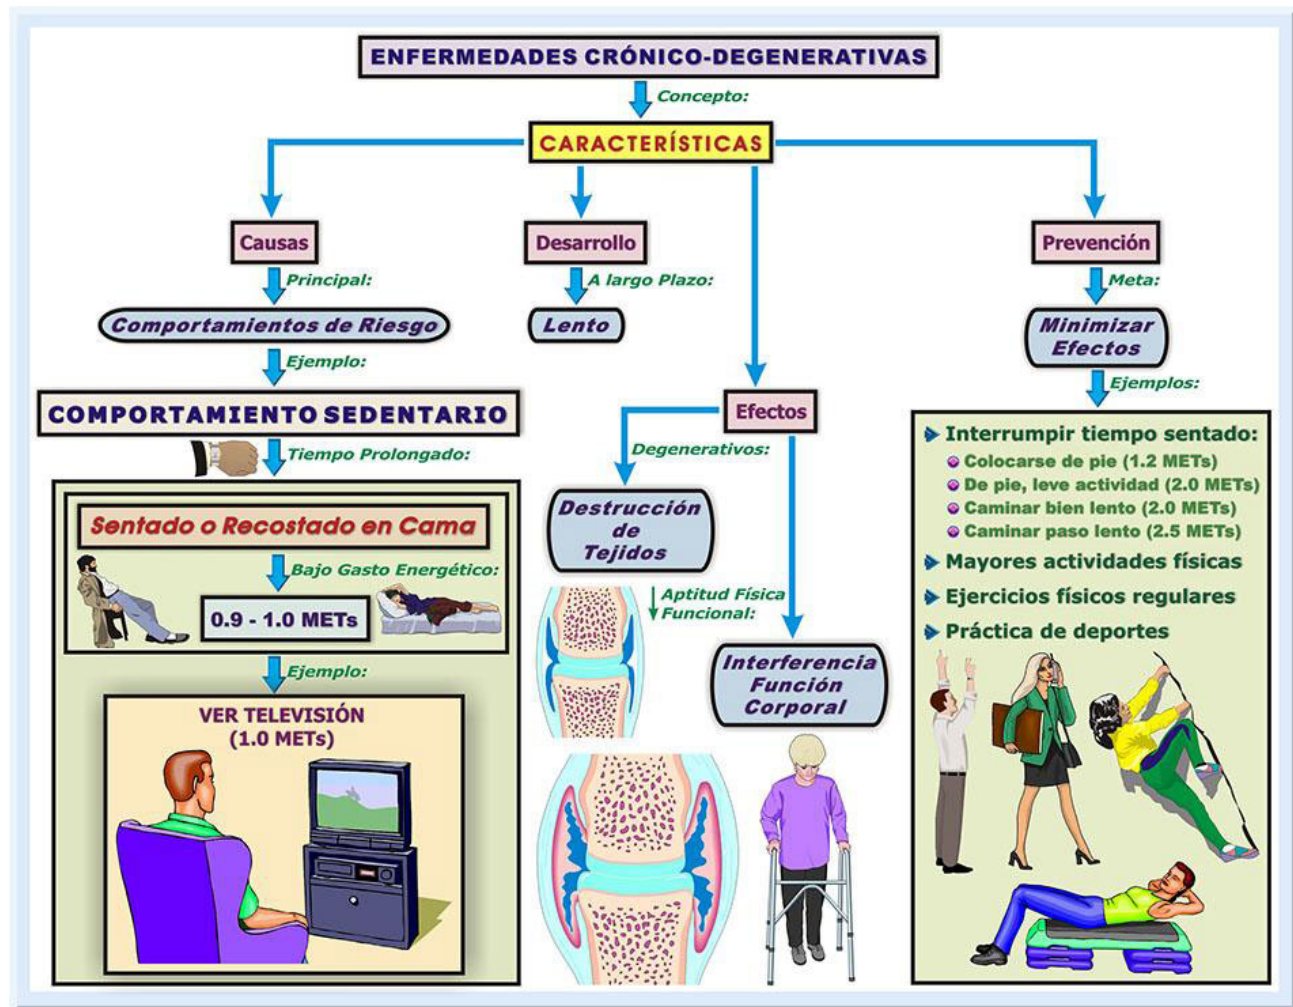 ENFERMEDADES CRÓNICO-DEGENERATIVAS
Concepto:
CARACTERÍSTICAS
Causas
Principal:
Comportamientos de Riesgo
Ejemplo:
COMPORTAMIENTO SEDENTARIO
Tiempo Prolongado:
Sentado o Recostado en Cama
Bajo Gasto Energético:
0.9 - 1.0 METs
Ejemplo:
VER TELEVISIÓN
(1.0 METs)
Desarrollo
A largo Plazo:
Lento
Efectos
Degenerativos:
Destrucción
de
Tejidos
Aptitud Física
Funcional:
Interferencia
Función
Corporal
Prevención
Meta:
Minimizar
Efectos
Ejemplos:
Interrumpir tiempo sentado:
Colocarse de pie (1.2 METs)
De pie, leve actividad (2.0 METs)
Caminar bien lento (2.0 METs)
Caminar paso lento (2.5 METs)
Mayores actividades físicas
Ejercicios físicos regulares
Práctica de deportes